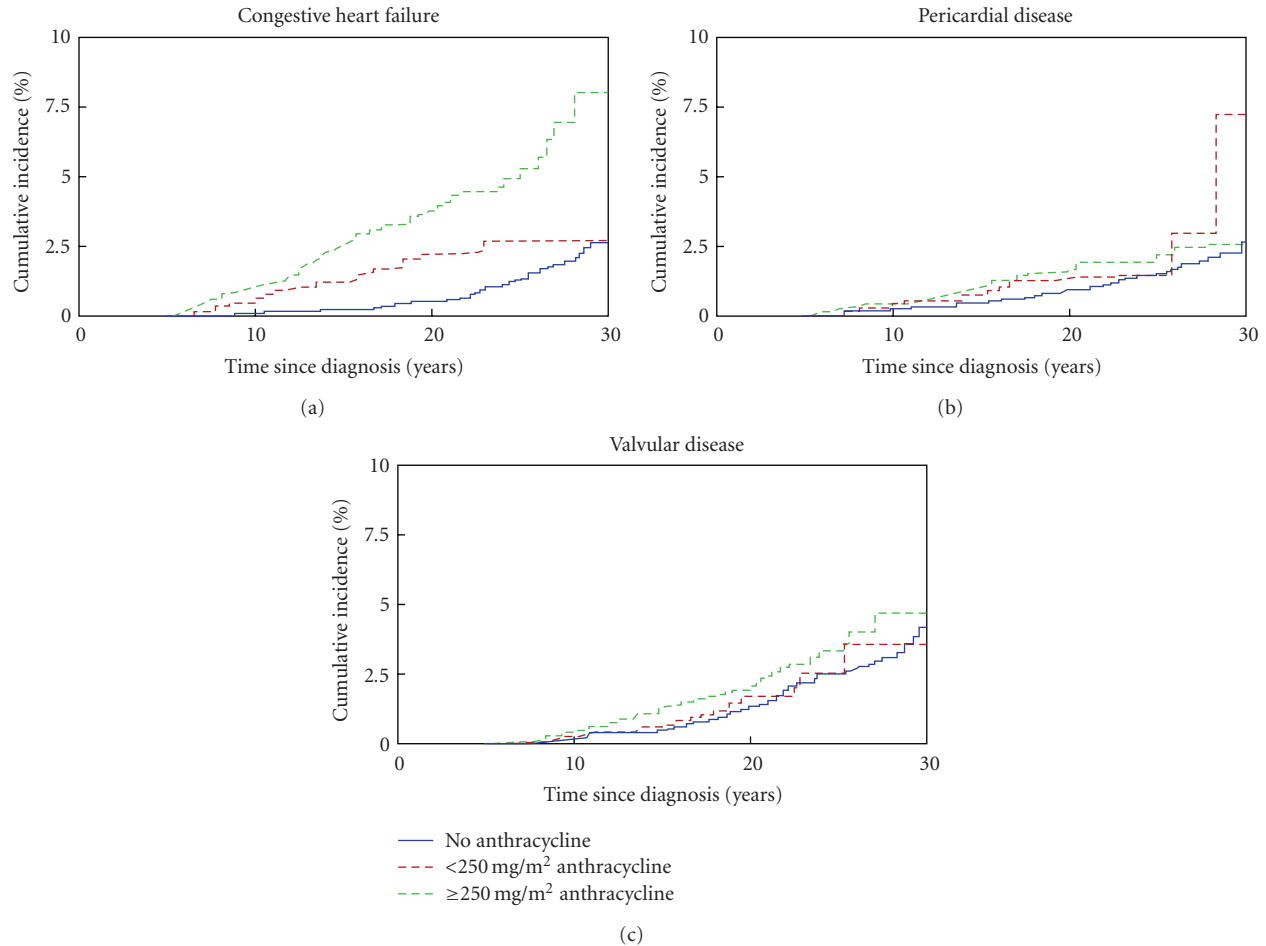 Congestive heart failure
10
7.5
5
2.5
0
Cumulative incidence (%)
0 10 20 30
Time since diagnosis (years)
(a)
Pericardial disease
10
7.5
5
2.5
0
Cumulative incidence (%)
0 10 20 30
Time since diagnosis (years)
(b)
Valvular disease
10
7.5
5
2.5
0
Cumulative incidence (%)
0 10 20 30
Time since diagnosis (years)
No anthracycline
<250 mg/m² anthracycline
≥250 mg/m² anthracycline
(c)